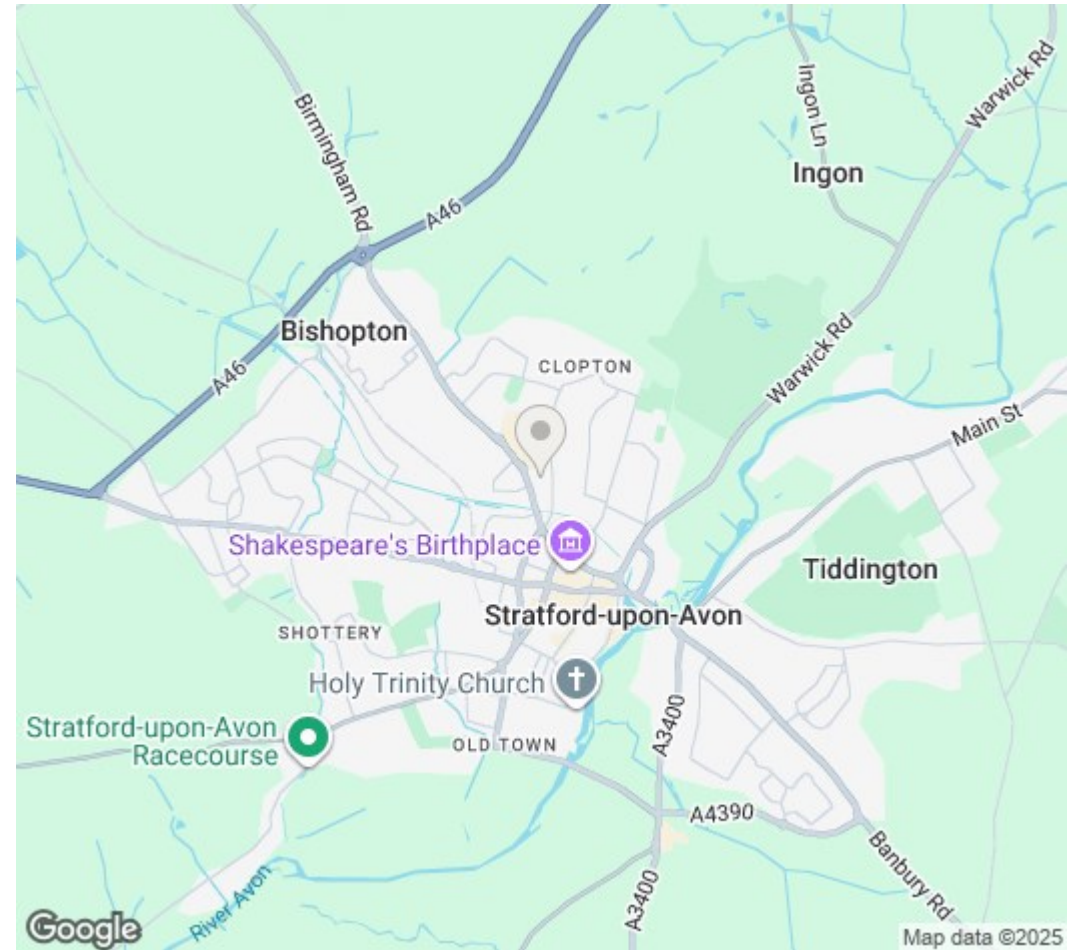 Birmingham Rd
A46
Ingon Ln
Warwick Rd
Ingon
Bishopton
A46
CLOPTON
Warwick Rd
Main St
Shakespeare's Birthplace
Tiddington
Stratford-upon-Avon
SHOTTERY
Holy Trinity Church
Stratford-upon-Avon
Racecourse
OLD TOWN
A3400
A4390
Banbury Rd
River Avon
A3400
Google
Map data ©2025